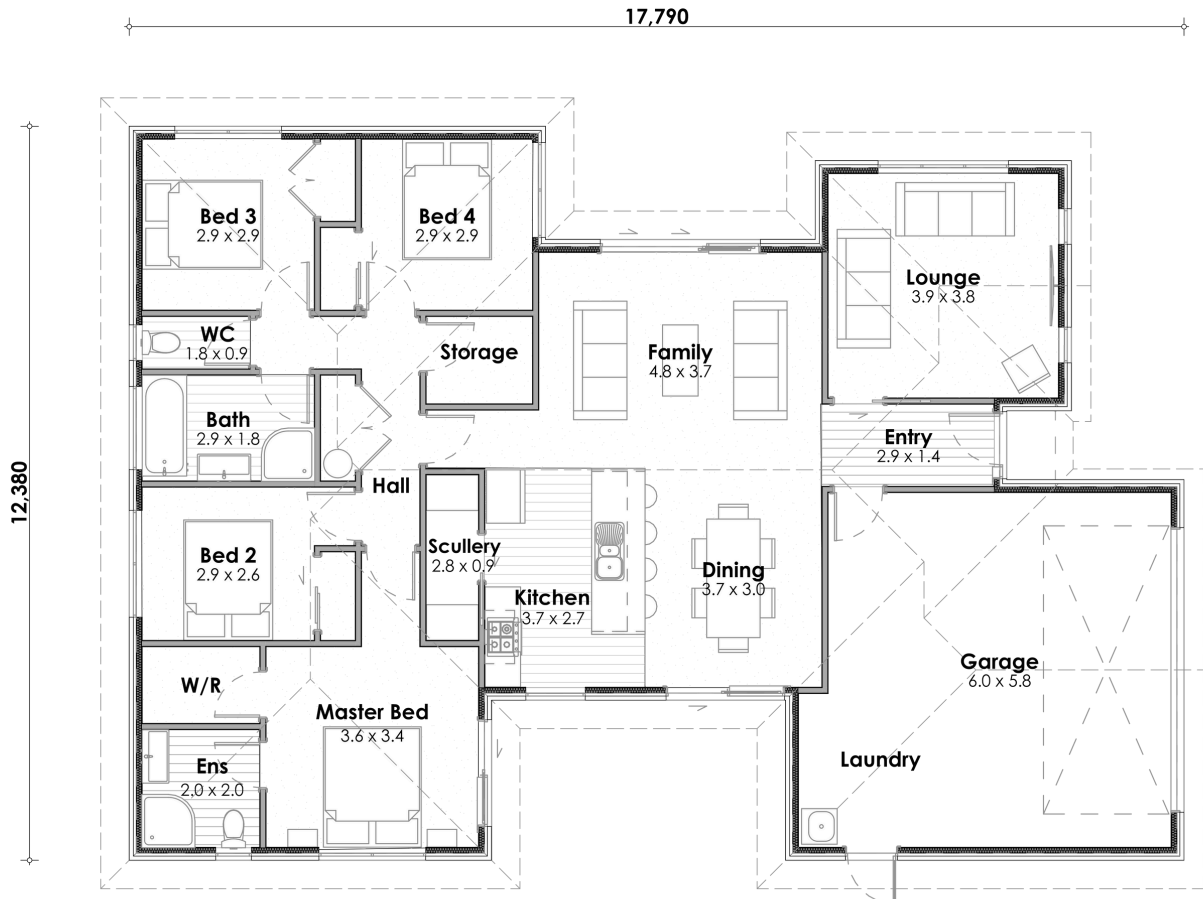 17,790
12,380
Bed 3
2.9 x 2.9
Bed 4
2.9 x 2.9
Lounge
3.9 x 3.8
WC
1.8 x 0.9
Storage
Family
4.8 x 3.7
Bath
2.9 x 1.8
Entry
2.9 x 1.4
Hall
Bed 2
2.9 x 2.6
Scullery
2.8 x 0.9
Kitchen
3.7 x 2.7
Dining
3.7 x 3.0
Garage
6.0 x 5.8
W/R
Master Bed
3.6 x 3.4
Ens
2.0 x 2.0
Laundry